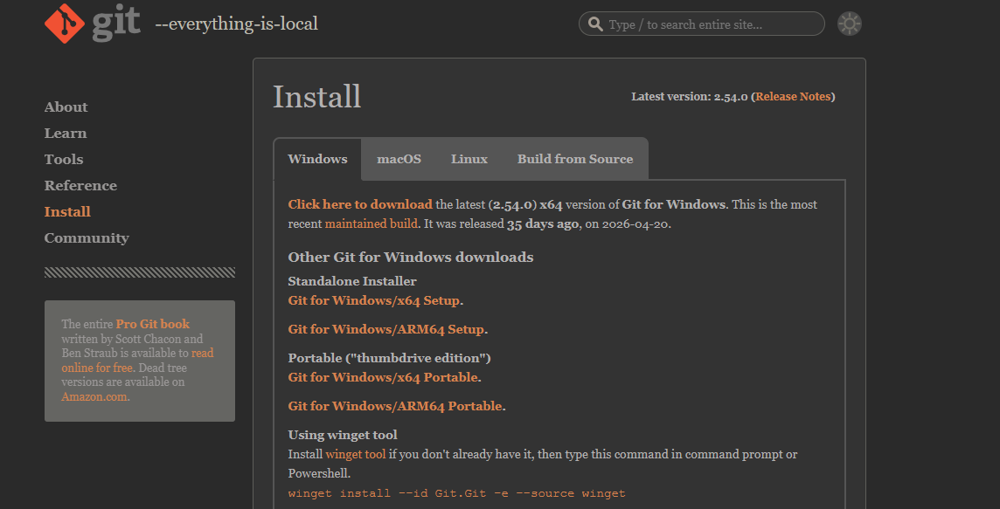 git --everything-is-local
Type / to search entire site...
About
Learn
Tools
Reference
Install
Community
The entire Pro Git book
written by Scott Chacon and
Ben Straub is available to read
online for free. Dead tree
versions are available on
Amazon.com.
Install
Latest version: 2.54.0 (Release Notes)
Windows macOS Linux Build from Source
Click here to download the latest (2.54.0) x64 version of Git for Windows. This is the most
recent maintained build. It was released 35 days ago, on 2026-04-20.
Other Git for Windows downloads
Standalone Installer
Git for Windows/x64 Setup.
Git for Windows/ARM64 Setup.
Portable ("thumbdrive edition")
Git for Windows/x64 Portable.
Git for Windows/ARM64 Portable.
Using winget tool
Install winget tool if you don't already have it, then type this command in command prompt or
Powershell.
winget install --id Git.Git -e --source winget